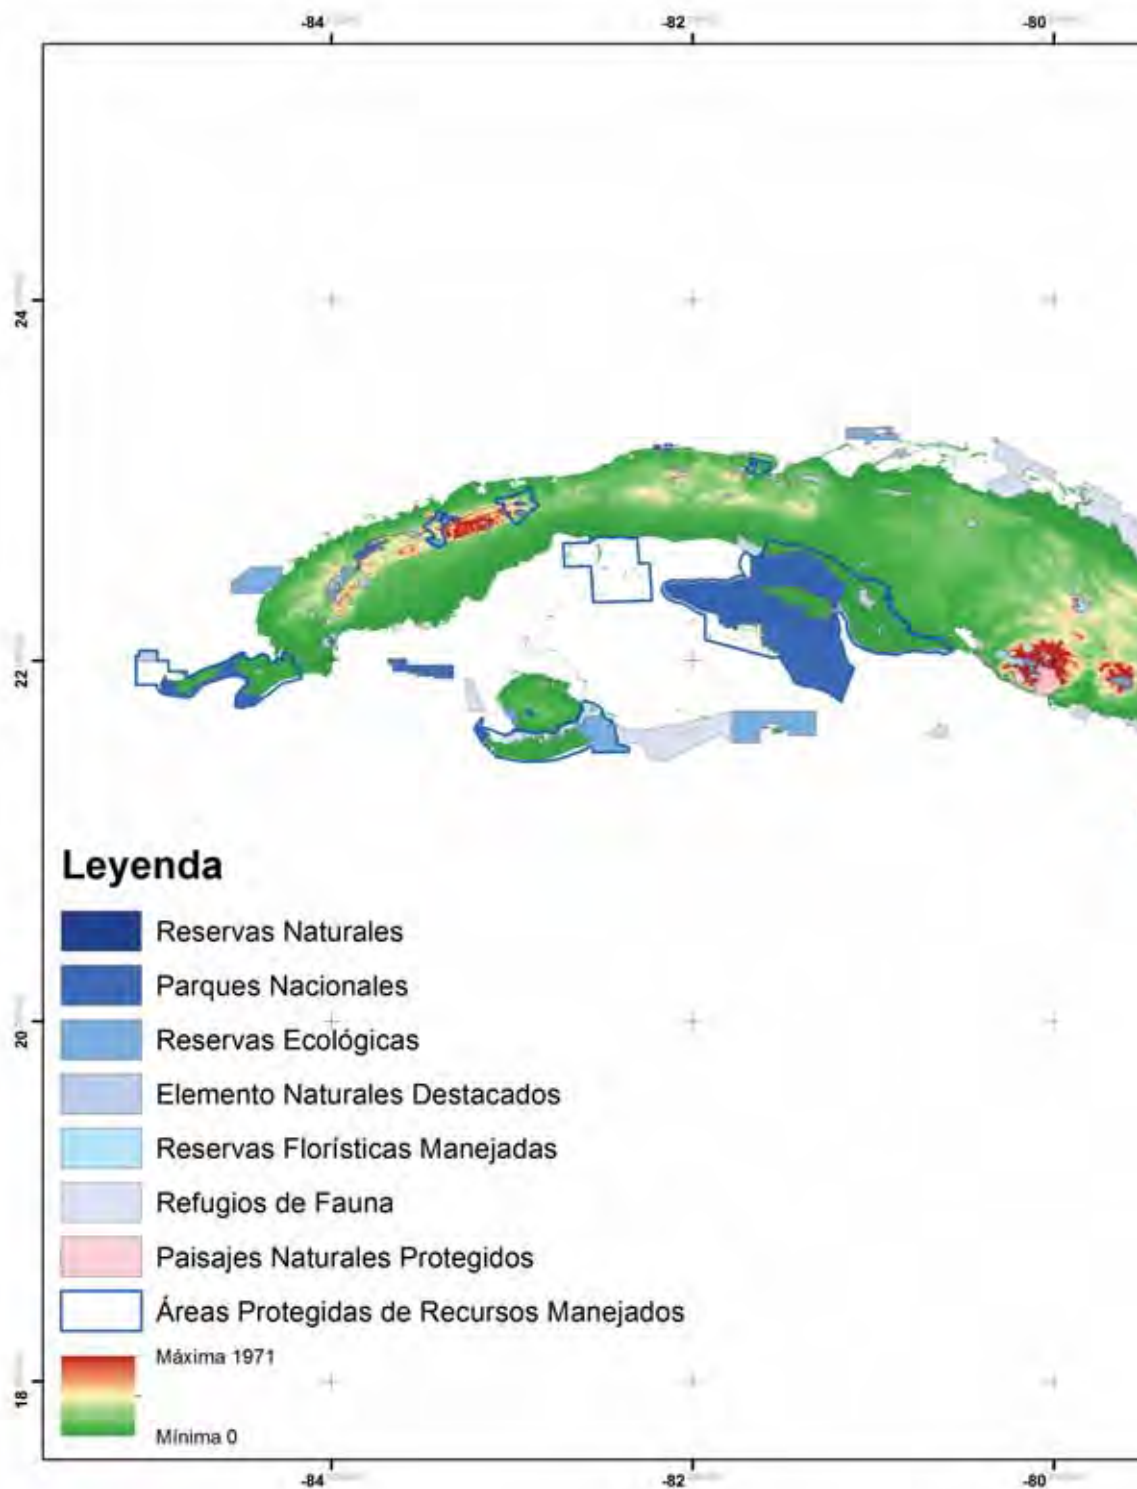 -84
-82
-80
24
22
20
18
Leyenda
Reservas Naturales
Parques Nacionales
Reservas Ecológicas
Elemento Naturales Destacados
Reservas Florísticas Manejadas
Refugios de Fauna
Paisajes Naturales Protegidos
Áreas Protegidas de Recursos Manejados
Máxima 1971
Mínima 0
-84
-82
-80